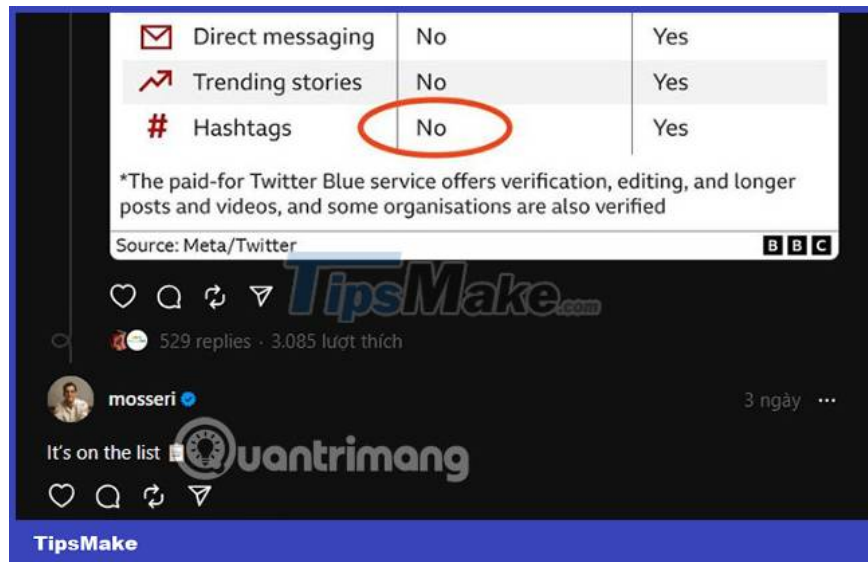 Direct messaging No Yes
Trending stories No Yes
# Hashtags No Yes
*The paid-for Twitter Blue service offers verification, editing, and longer
posts and videos, and some organisations are also verified
Source: Meta/Twitter BBC
TipsMake.com
529 replies · 3.085 lượt thích
mosseri 3 ngày ...
It's on the list
Quantrimang
TipsMake